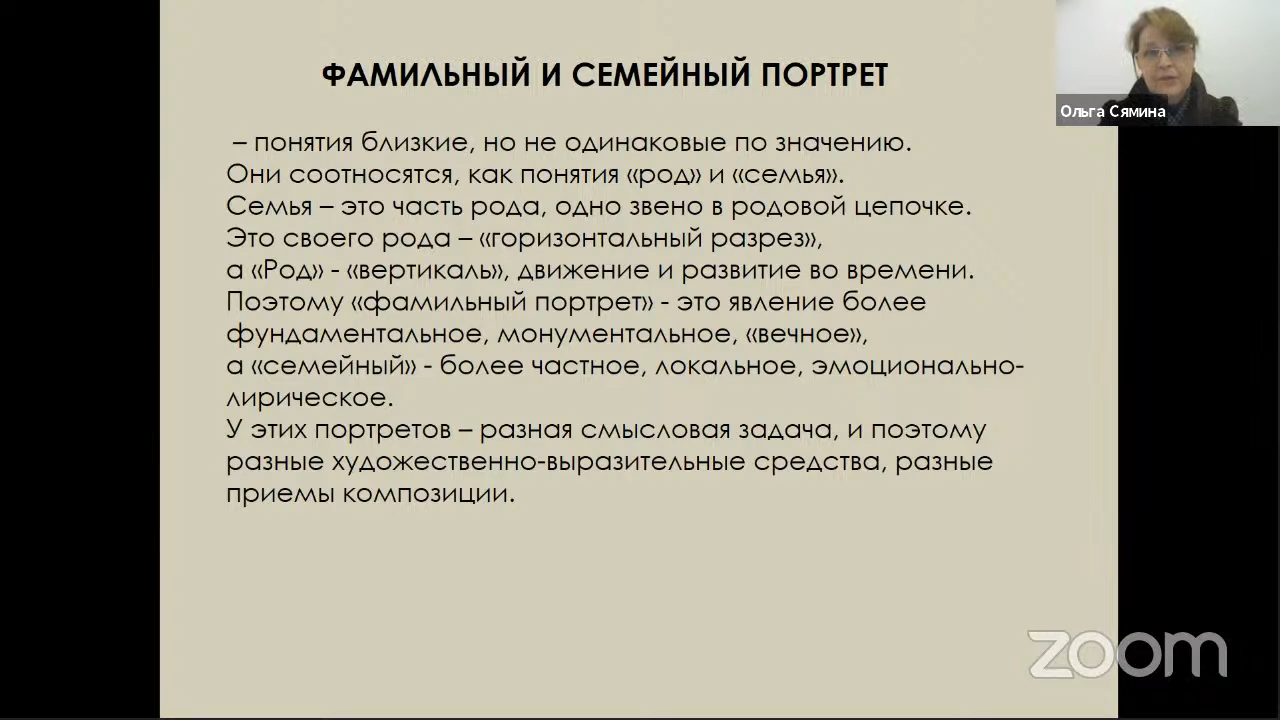 ФАМИЛЬНЫЙ И СЕМЕЙНЫЙ ПОРТРЕТ
– понятия близкие, но не одинаковые по значению.
Они соотносятся, как понятия «род» и «семья».
Семья – это часть рода, одно звено в родовой цепочке.
Это своего рода – «горизонтальный разрез»,
а «Род» - «вертикаль», движение и развитие во времени.
Поэтому «фамильный портрет» - это явление более
фундаментальное, монументальное, «вечное»,
а «семейный» - более частное, локальное, эмоционально-
лирическое.
У этих портретов – разная смысловая задача, и поэтому
разные художественно-выразительные средства, разные
приемы композиции.
Ольга Сямина
zoom